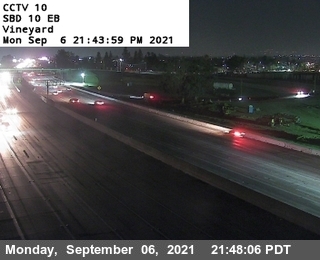 CCTV 10
SBD 10 EB
Vineyard
Mon Sep  6 21:43:59 PM 2021
Monday, September 06, 2021 21:48:06 PDT